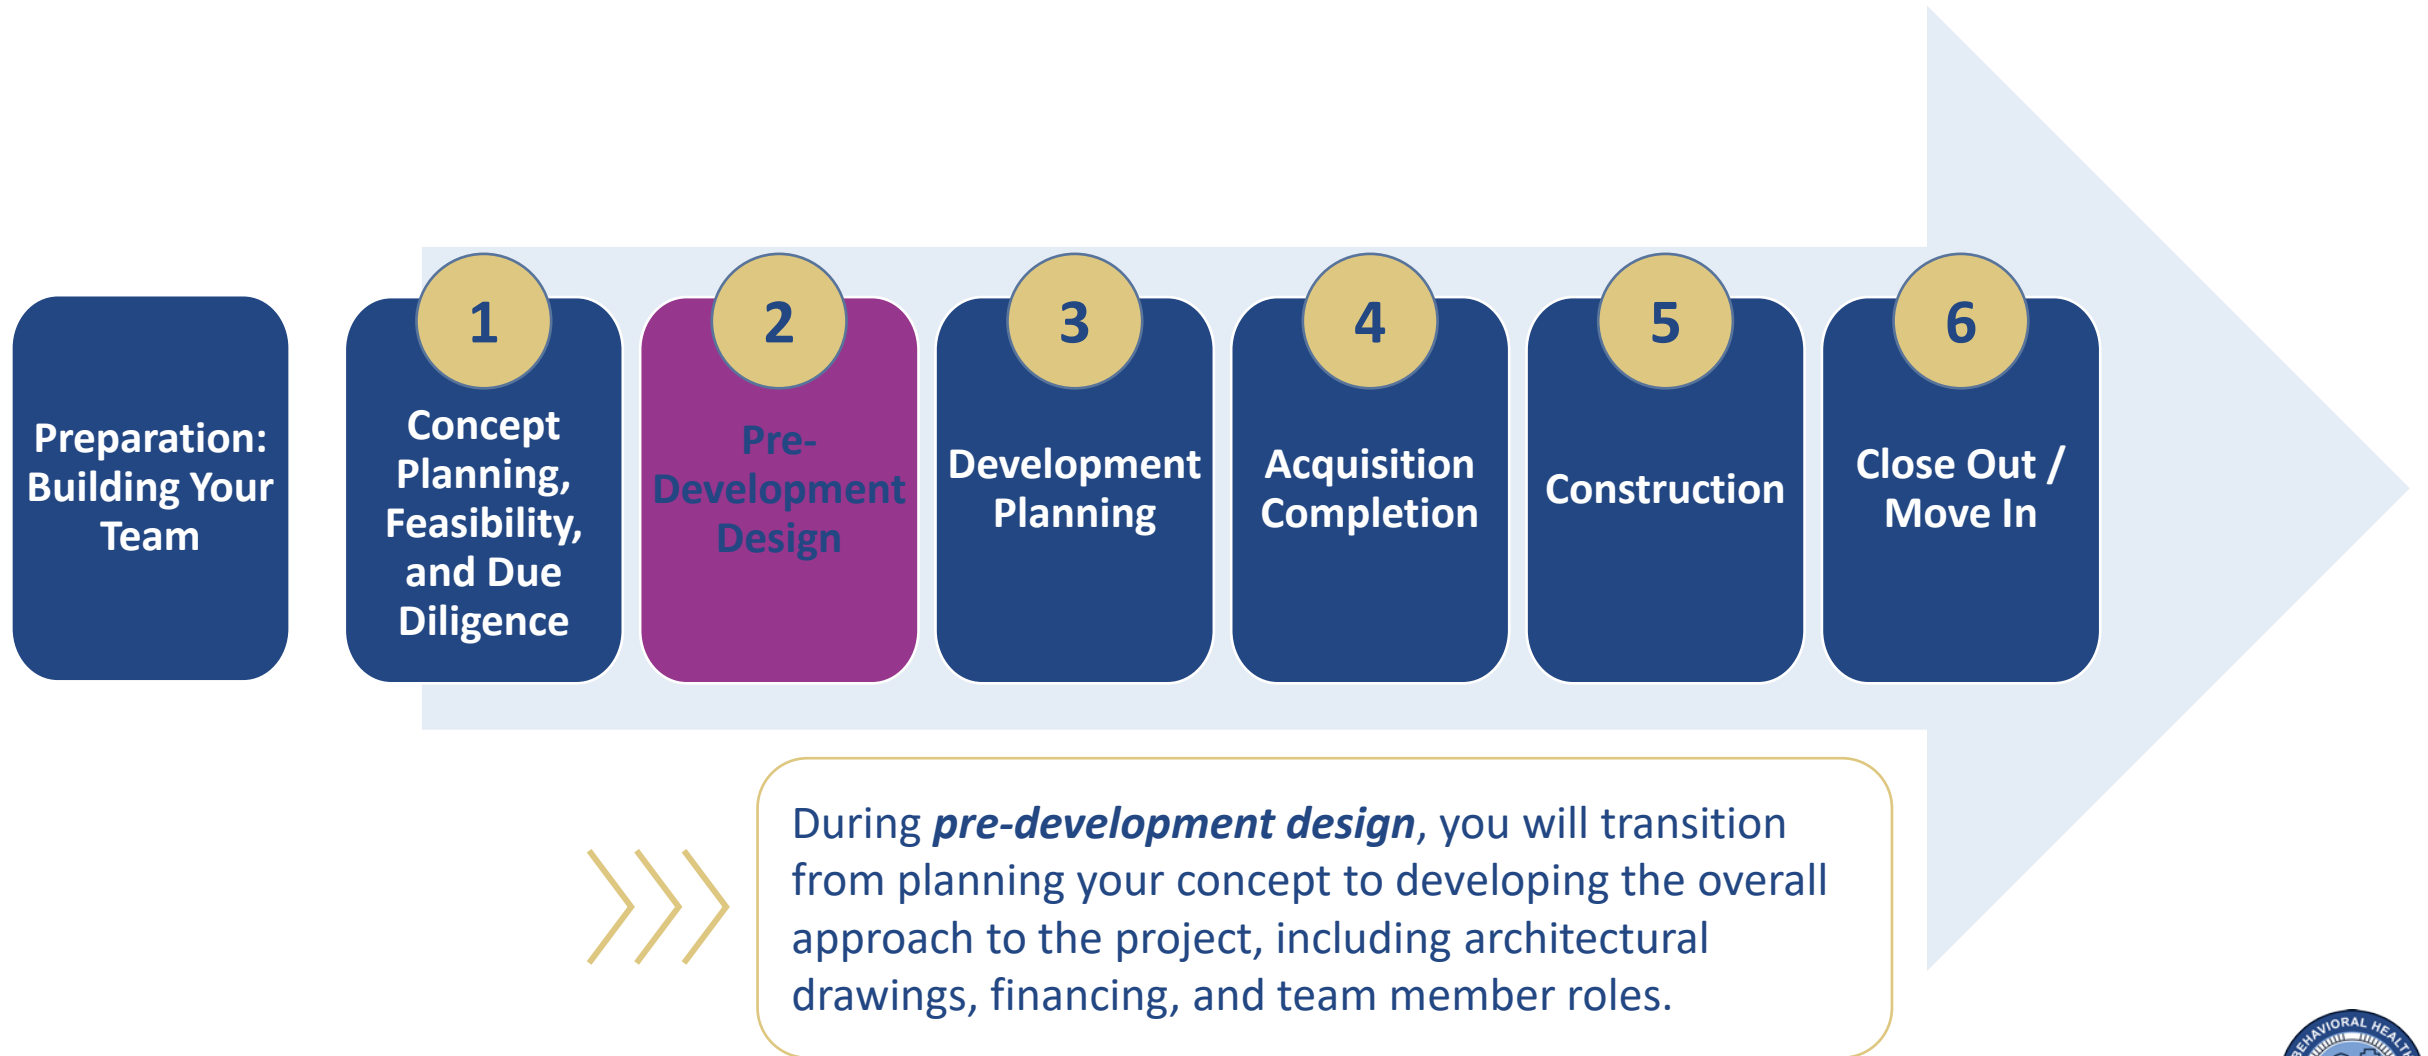 Preparation:
Building Your
Team
1
Concept
Planning,
Feasibility,
and Due
Diligence
2
Pre-
Development
Design
3
Development
Planning
4
Acquisition
Completion
5
Construction
6
Close Out /
Move In
During pre-development design, you will transition
from planning your concept to developing the overall
approach to the project, including architectural
drawings, financing, and team member roles.
BEHAVIORAL HEALTH